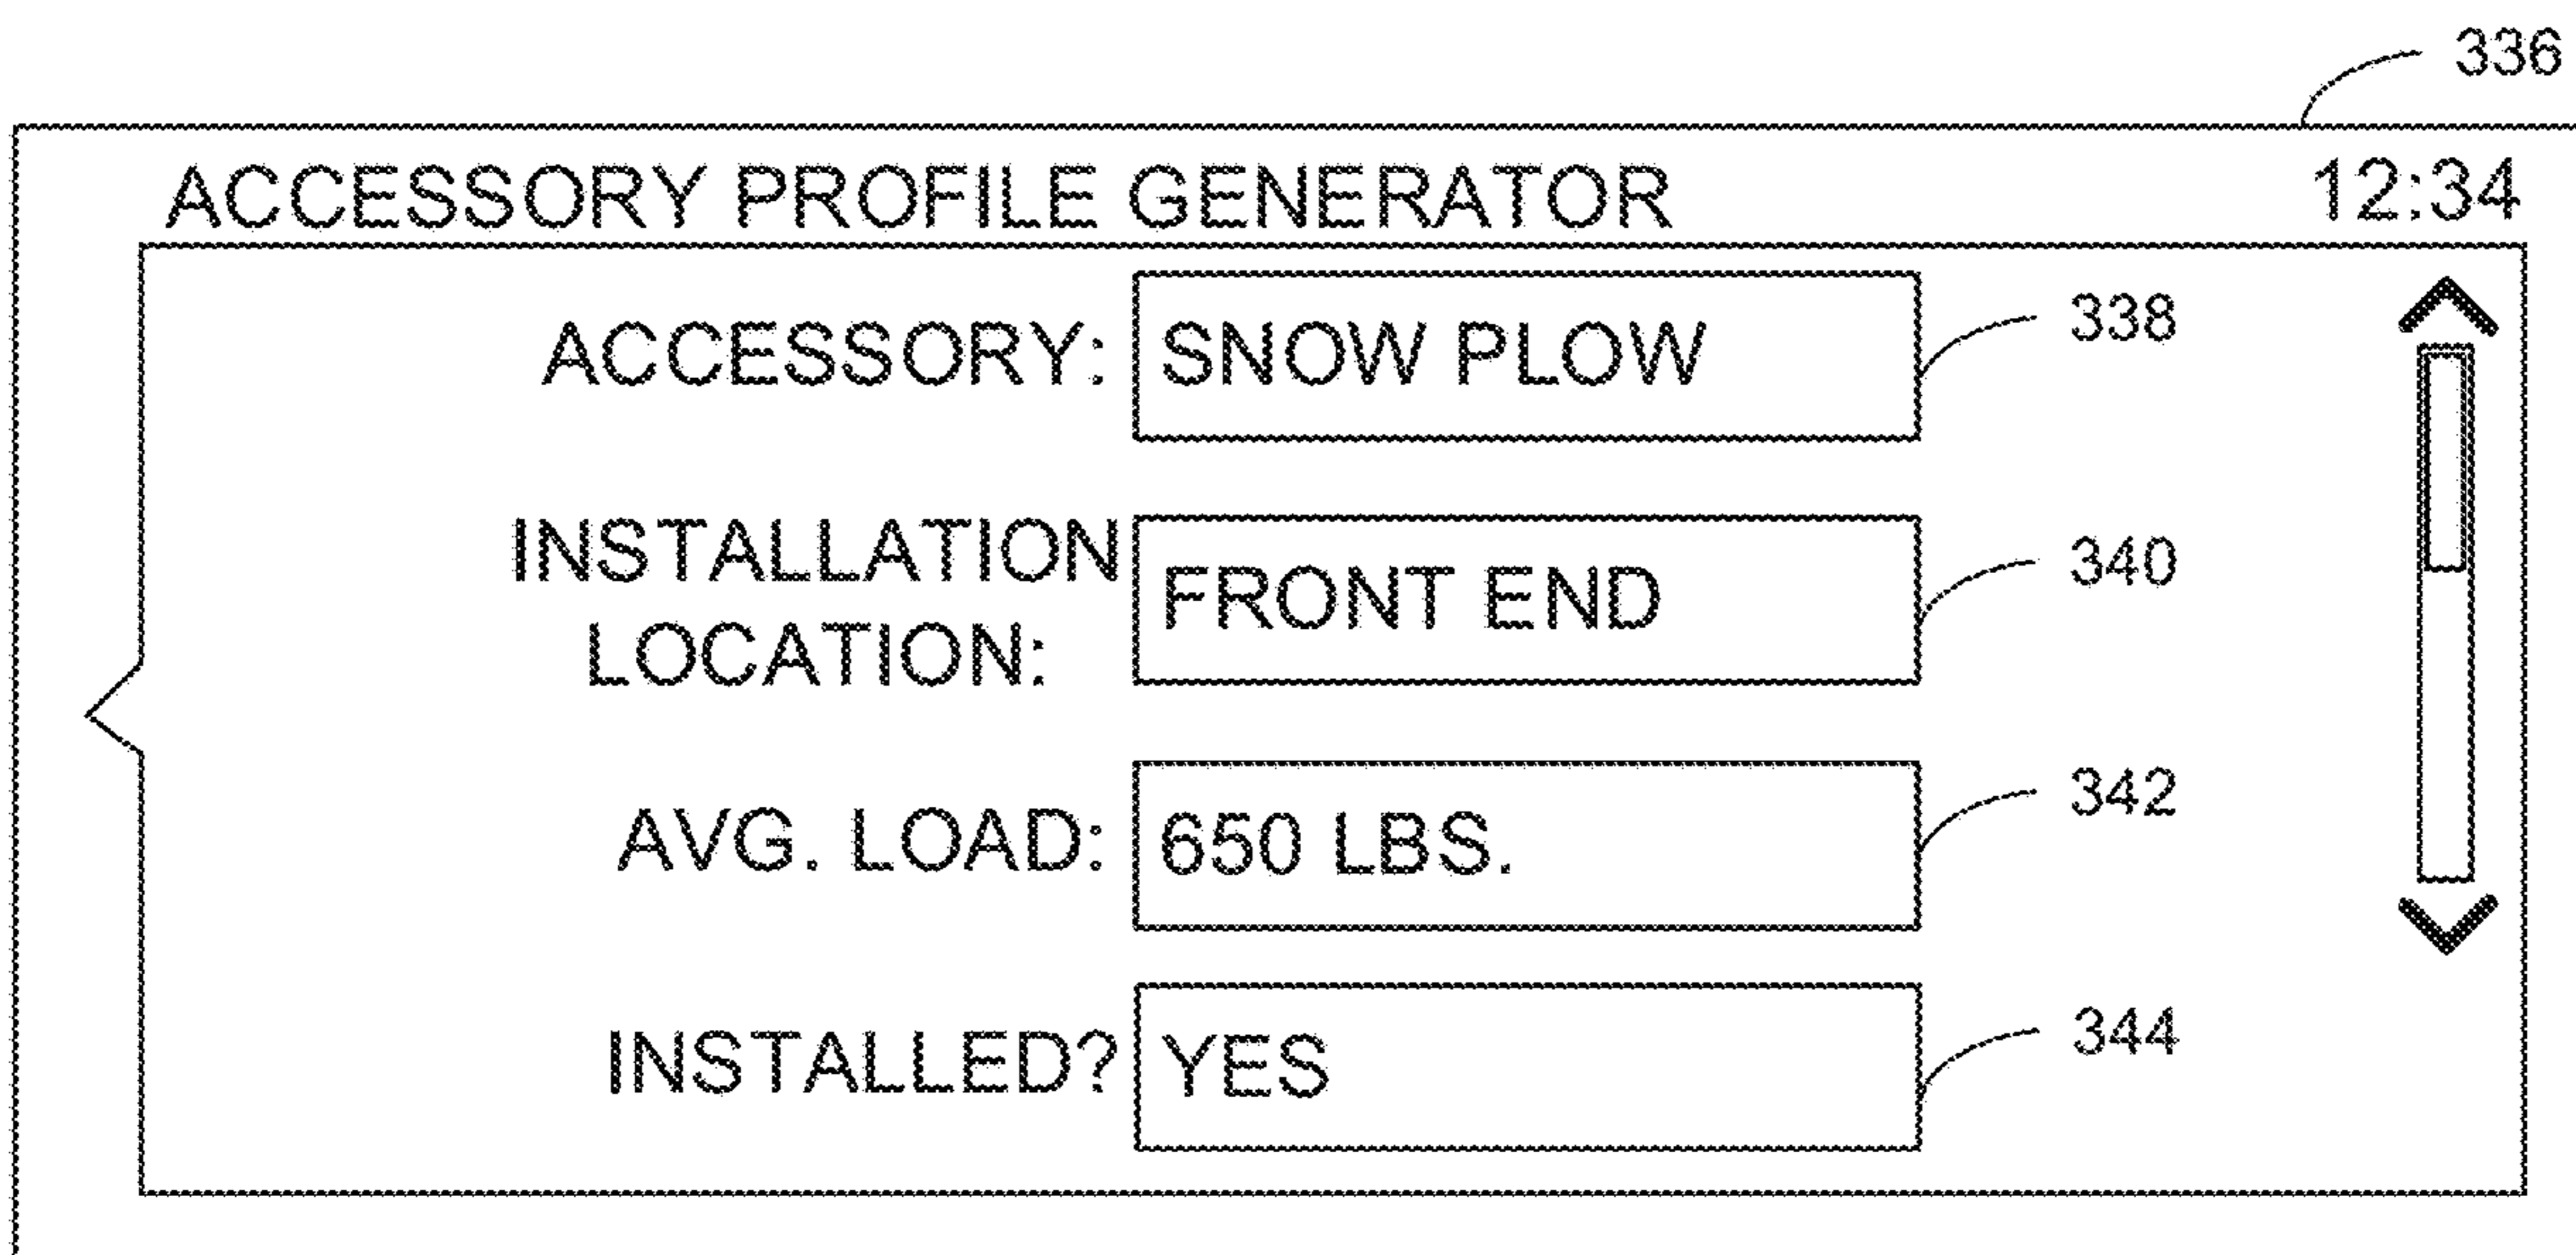 336
ACCESSORY PROFILE GENERATOR 12:34
ACCESSORY: SNOW PLOW 338
INSTALLATION
LOCATION: FRONT END 340
AVG. LOAD: 650 LBS. 342
INSTALLED? YES 344